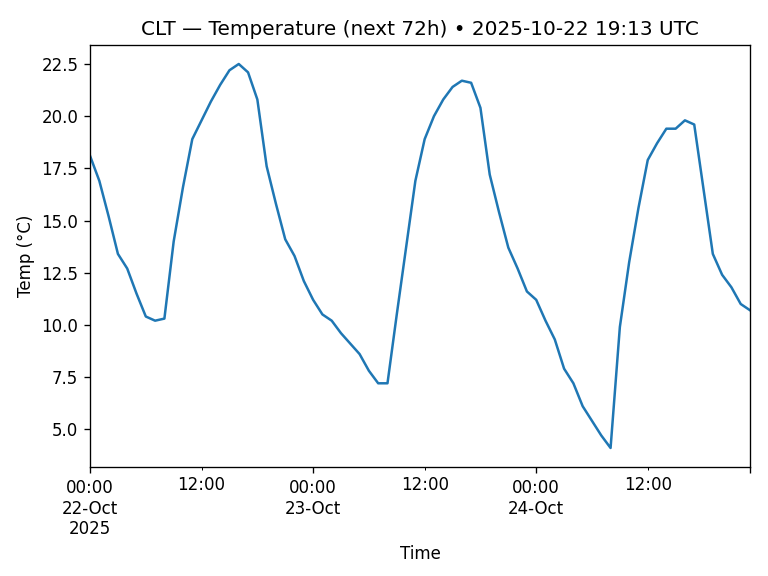 CLT — Temperature (next 72h) • 2025-10-22 19:13 UTC
Temp (°C)
22.5
20.0
17.5
15.0
12.5
10.0
7.5
5.0
00:00 12:00 00:00 12:00 00:00 12:00
22-Oct 23-Oct 24-Oct
2025
Time